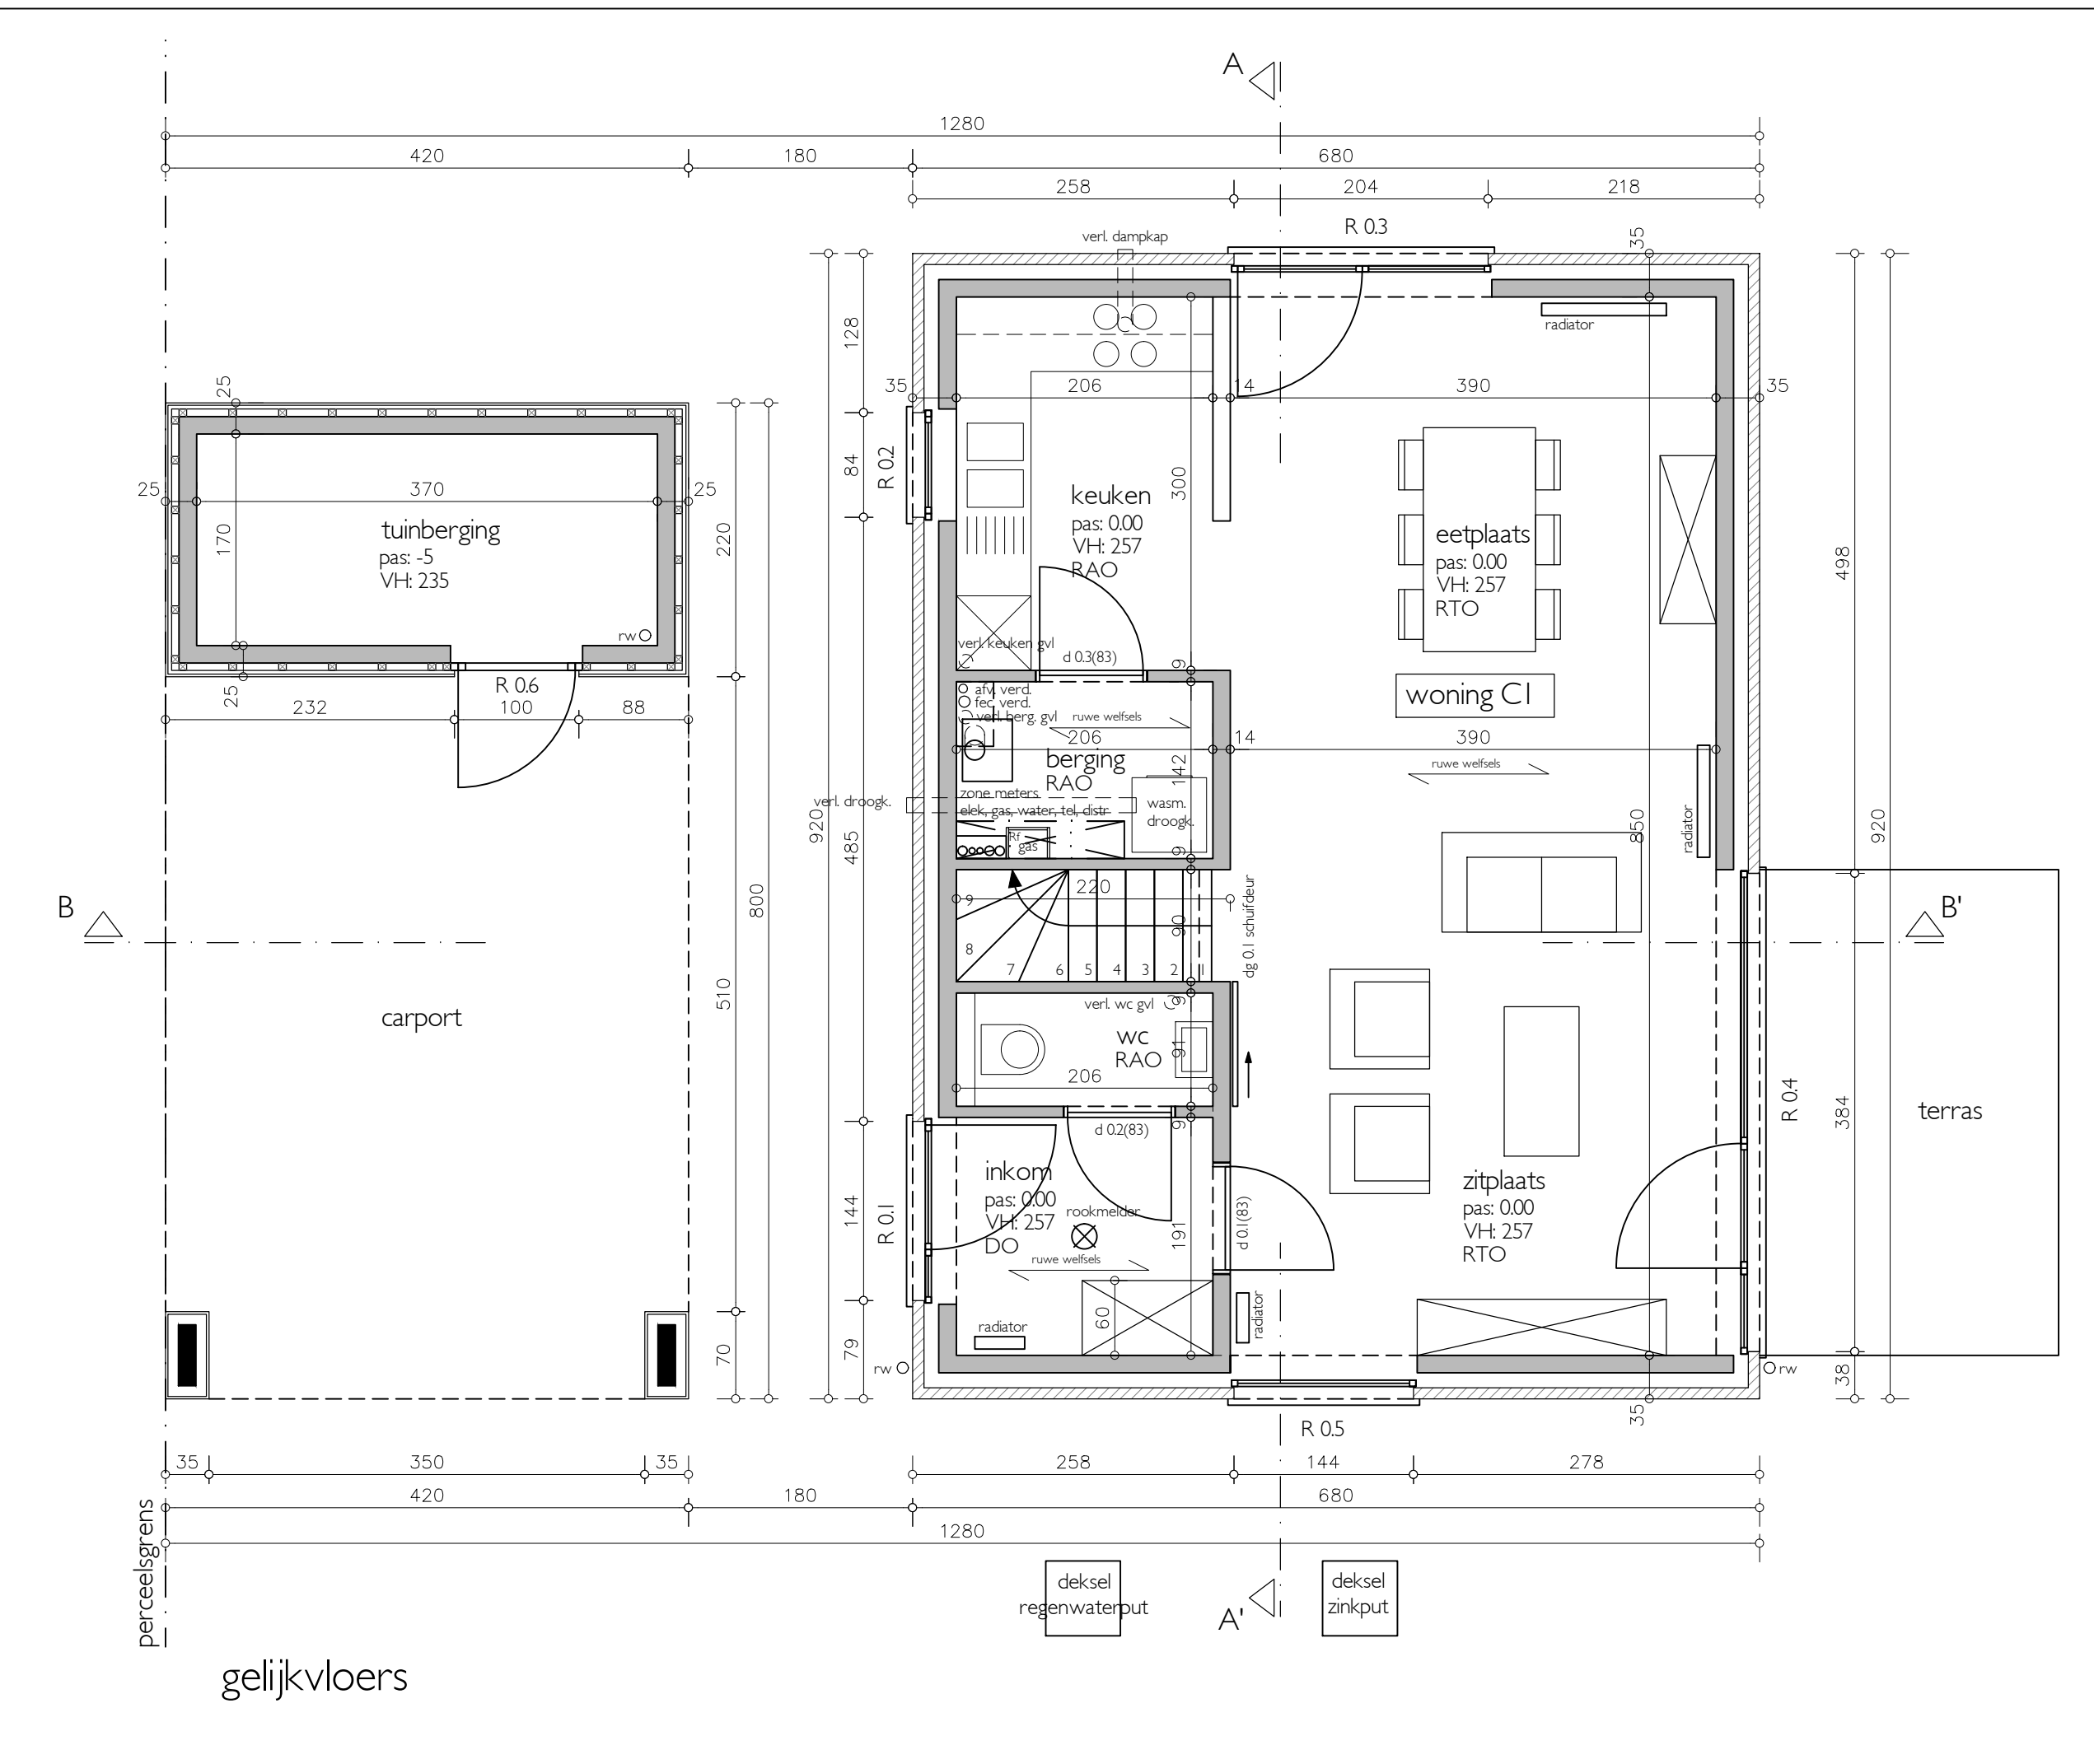 A
1280
420
180
680
258
204
218
R 0.3
verl. dampkap
35
radiator
128
35
206
14
390
35
84
R 0.2
300
keuken
pas: 0.00
VH: 257
RAO
eetplaats
pas: 0.00
VH: 257
RTO
498
25
25
370
25
170
tuinberging
pas: -5
VH: 235
rw
220
25
R 0.6
232
100
88
verl. keuken gvl
d 0.3(83)
9
afv. verd.
fec. verd.
verl. berg. gvl
ruwe welfsels
woning C1
206
14
390
berging
RAO
142
ruwe welfsels
zone meters
elek, gas, water, tel, distr.
verl. droogk.
wasm.
droogk.
Rf
gas
9
radiator
850
920
920
485
800
220
9
8
7
6
5
4
3
2
1
90
dg 0.1 schuifdeur
B
B'
carport
510
verl. wc gvl
9
wc
RAO
91
206
d 0.2(83)
9
R 0.4
384
terras
inkom
pas: 0.00
VH: 257
DO
rookmelder
ruwe welfsels
144
R 0.1
191
d 0.1(83)
zitplaats
pas: 0.00
VH: 257
RTO
60
radiator
radiator
70
79
rw
rw
38
35
R 0.5
35
350
35
258
144
278
420
180
680
1280
perceelsgrens
deksel
regenwaterput
deksel
zinkput
A'
gelijkvloers